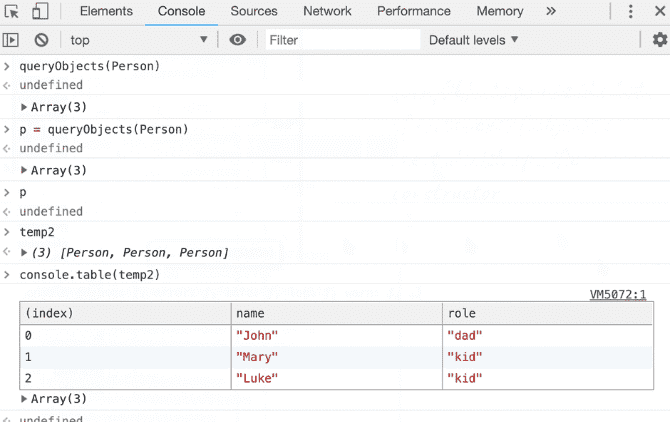 Elements Console Sources Network Performance Memory »
top ▼ Filter Default levels ▼
> queryObjects(Person)
undefined
▶ Array(3)
> p = queryObjects(Person)
undefined
▶ Array(3)
> p
undefined
> temp2
▶ (3) [Person, Person, Person]
> console.table(temp2)
VM5072:1
(index) name role
0 "John" "dad"
1 "Mary" "kid"
2 "Luke" "kid"
▶ Array(3)
undefined